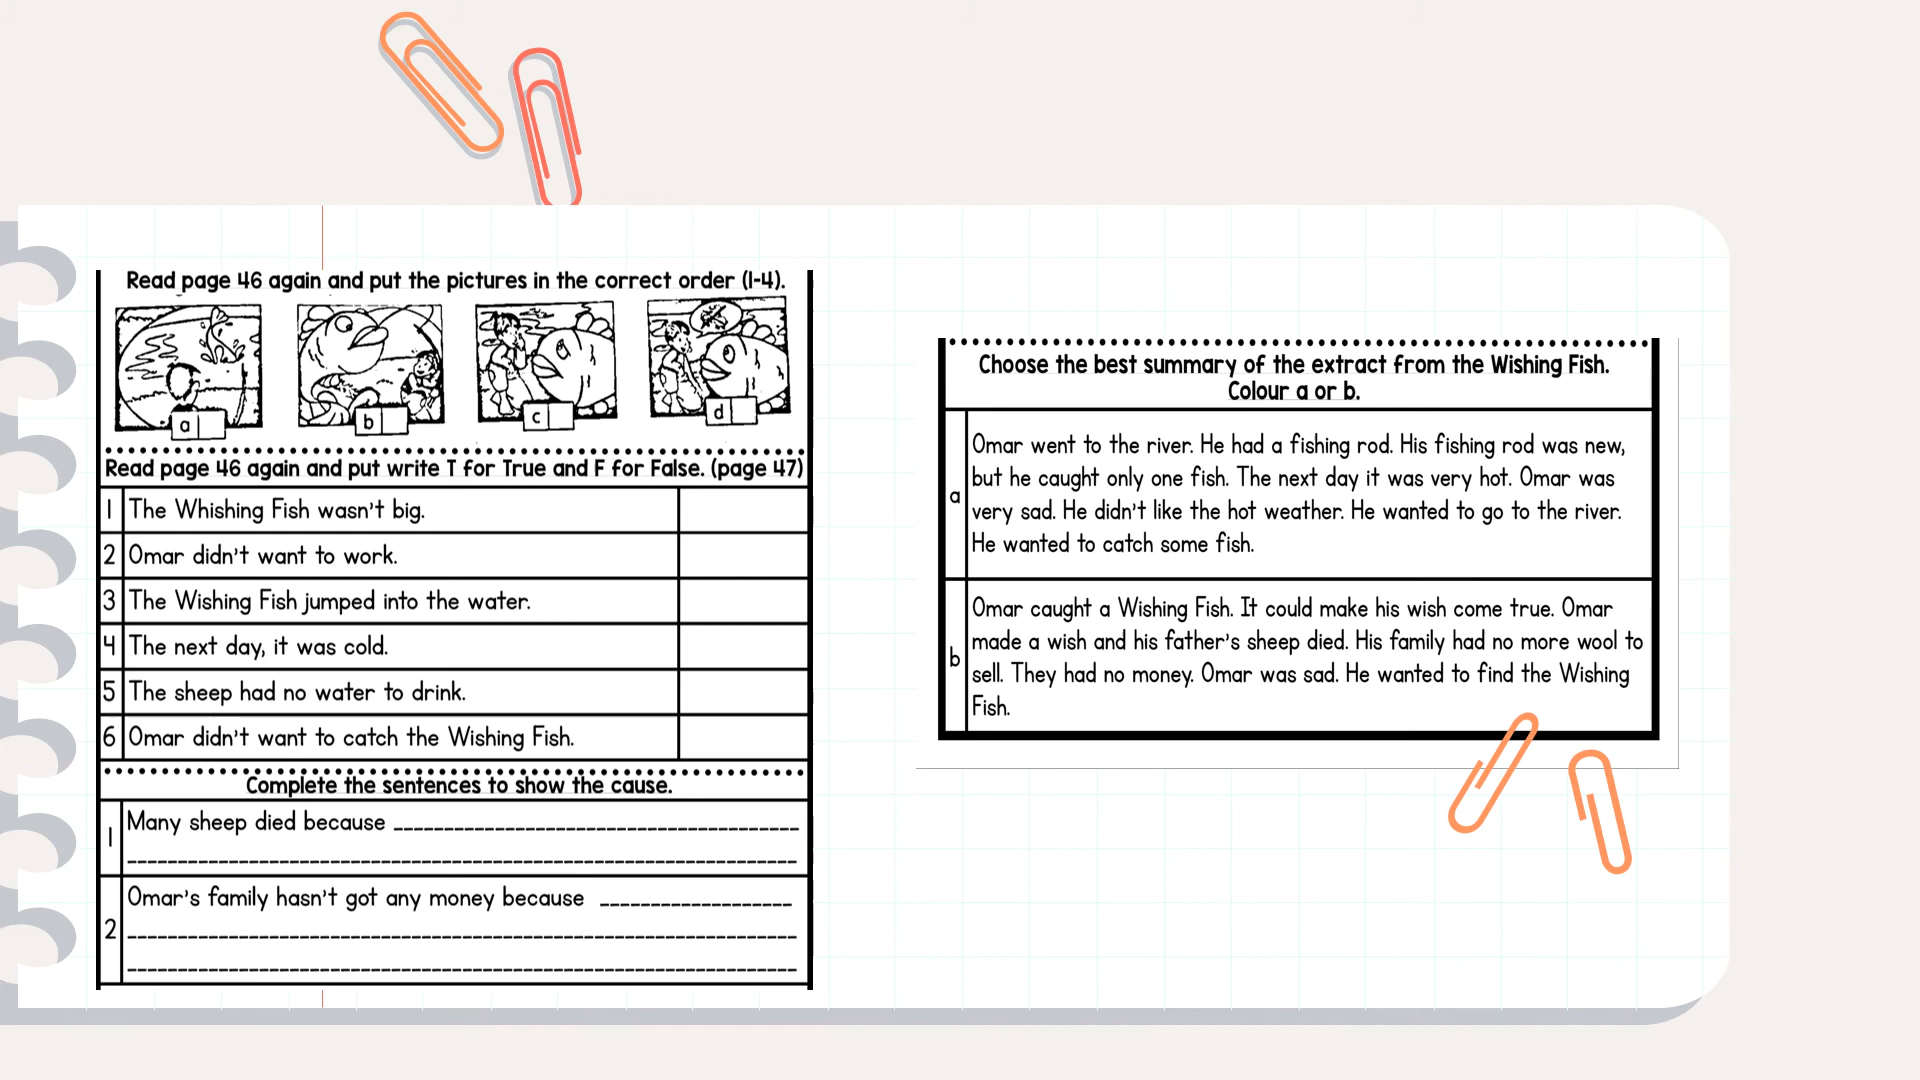 Read page 46 again and put the pictures in the correct order (1-4).
a
b
c
d
Read page 46 again and put write T for True and F for False. (page 47)
1 The Whishing Fish wasn't big.
2 Omar didn't want to work.
3 The Wishing Fish jumped into the water.
4 The next day, it was cold.
5 The sheep had no water to drink.
6 Omar didn't want to catch the Wishing Fish.
Complete the sentences to show the cause.
1 Many sheep died because
2 Omar's family hasn't got any money because
Choose the best summary of the extract from the Wishing Fish.
Colour a or b.
a
Omar went to the river. He had a fishing rod. His fishing rod was new,
but he caught only one fish. The next day it was very hot. Omar was
very sad. He didn't like the hot weather. He wanted to go to the river.
He wanted to catch some fish.
b
Omar caught a Wishing Fish. It could make his wish come true. Omar
made a wish and his father's sheep died. His family had no more wool to
sell. They had no money. Omar was sad. He wanted to find the Wishing
Fish.